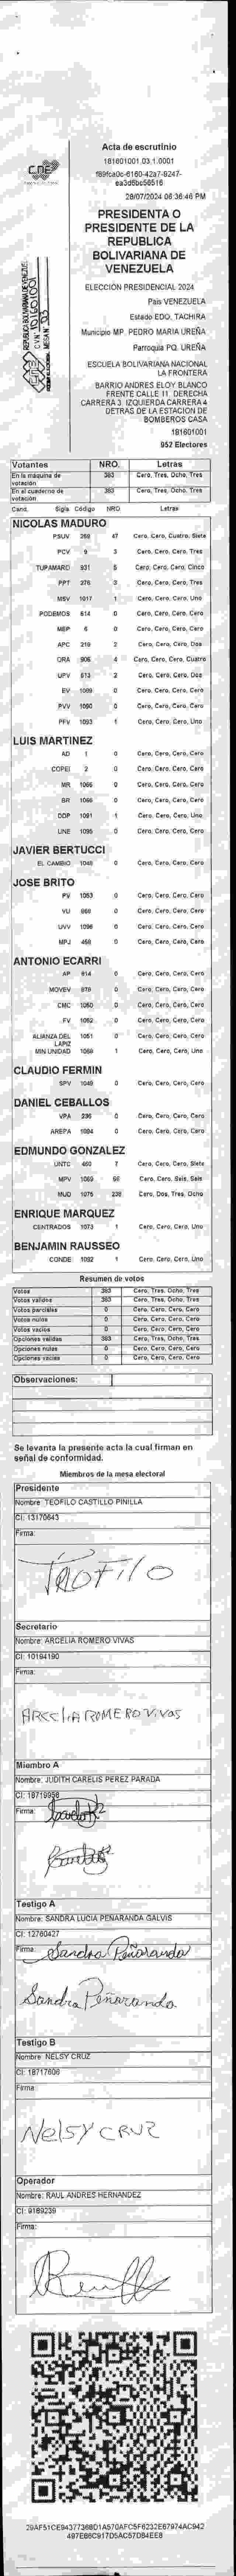 Acta de escrutinio
181601001.03.1.0001
28/07/2024 06:36:46 PM
PRESIDENTA O
PRESIDENTE DE LA
REPUBLICA
BOLIVARIANA DE
VENEZUELA
ELECCIÓN PRESIDENCIAL 2024
País VENEZUELA
Estado EDO. TACHIRA
Municipio MP. PEDRO MARIA UREÑA
Parroquia PQ. UREÑA
ESCUELA BOLIVARIANA NACIONAL
LA FRONTERA
BARRIO ANDRES ELOY BLANCO
FRENTE CALLE 11. DERECHA
CARRERA 3. IZQUIERDA CARRERA 4
DETRAS DE LA ESTACION DE
BOMBEROS CASA
181601001
957 Electores
Votantes NRO. Letras
En la máquina de votación 383 Cero, Tres, Ocho, Tres
En el cuaderno de votación 383 Cero, Tres, Ocho, Tres
Cand. Sigla Código NRO Letras
NICOLAS MADURO
PSUV 268 47 Cero, Cero, Cuatro, Siete
PCV 9 3 Cero, Cero, Cero, Tres
TUPAMARO 931 5 Cero, Cero, Cero, Cinco
PPT 276 3 Cero, Cero, Cero, Tres
MSV 1017 1 Cero, Cero, Cero, Uno
PODEMOS 614 0 Cero, Cero, Cero, Cero
MEP 6 0 Cero, Cero, Cero, Cero
APC 219 2 Cero, Cero, Cero, Dos
ORA 906 4 Cero, Cero, Cero, Cuatro
UPV 613 2 Cero, Cero, Cero, Dos
EV 1089 0 Cero, Cero, Cero, Cero
PVV 1090 0 Cero, Cero, Cero, Cero
PFV 1093 1 Cero, Cero, Cero, Uno
LUIS MARTINEZ
AD 1 0 Cero, Cero, Cero, Cero
COPEI 2 0 Cero, Cero, Cero, Cero
MR 1066 0 Cero, Cero, Cero, Cero
BR 0 Cero, Cero, Cero, Cero
DDP 1091 1 Cero, Cero, Cero, Uno
UNE 1095 0 Cero, Cero, Cero, Cero
JAVIER BERTUCCI
EL CAMBIO 1048 0 Cero, Cero, Cero, Cero
JOSE BRITO
PV 1053 0 Cero, Cero, Cero, Cero
VU 868 0 Cero, Cero, Cero, Cero
UVV 1096 0 Cero, Cero, Cero, Cero
MPJ 458 0 Cero, Cero, Cero, Cero
ANTONIO ECARRI
AP 814 0 Cero, Cero, Cero, Cero
MOVEV 879 0 Cero, Cero, Cero, Cero
CMC 1050 0 Cero, Cero, Cero, Cero
FV 1052 0 Cero, Cero, Cero, Cero
ALIANZA DEL LAPIZ 1051 0 Cero, Cero, Cero, Cero
MIN UNIDAD 1069 1 Cero, Cero, Cero, Uno
CLAUDIO FERMIN
SPV 1049 0 Cero, Cero, Cero, Cero
DANIEL CEBALLOS
VPA 236 0 Cero, Cero, Cero, Cero
AREPA 1094 0 Cero, Cero, Cero, Cero
EDMUNDO GONZALEZ
UNTC 460 7 Cero, Cero, Cero, Siete
MPV 1069 66 Cero, Cero, Seis, Seis
MUD 1075 238 Cero, Dos, Tres, Ocho
ENRIQUE MARQUEZ
CENTRADOS 1073 1 Cero, Cero, Cero, Uno
BENJAMIN RAUSSEO
CONDE 1092 1 Cero, Cero, Cero, Uno
Resumen de votos
Votos 383 Cero, Tres, Ocho, Tres
Votos validos 383 Cero, Tres, Ocho, Tres
Votos parciales 0 Cero, Cero, Cero, Cero
Votos nulos 0 Cero, Cero, Cero, Cero
Votos vacíos 0 Cero, Cero, Cero, Cero
Opciones validas 383 Cero, Tres, Ocho, Tres
Opciones nulas 0 Cero, Cero, Cero, Cero
Opciones vacías 0 Cero, Cero, Cero, Cero
Observaciones:
Se levanta la presente acta la cual firman en
señal de conformidad.
Miembros de la mesa electoral
Presidente
Nombre: TEOFILO CASTILLO PINILLA
CI: 13170643
Firma:
TEOFILO
Secretario
Nombre: ARCELIA ROMERO VIVAS
CI: 10194190
Firma:
ARCELIA ROMERO VIVAS
Miembro A
Nombre: JUDITH CARELIS PEREZ PARADA
CI: 18719958
Firma:
Testigo A
Nombre: SANDRA LUCIA PENARANDA GALVIS
CI: 12760427
Firma:
Sandra Peñaranda
Sandra Peñaranda
Testigo B
Nombre: NELSY CRUZ
CI: 18717606
Firma:
Nelsy CRUZ
Operador
Nombre: RAUL ANDRES HERNANDEZ
CI: 9189239
Firma: